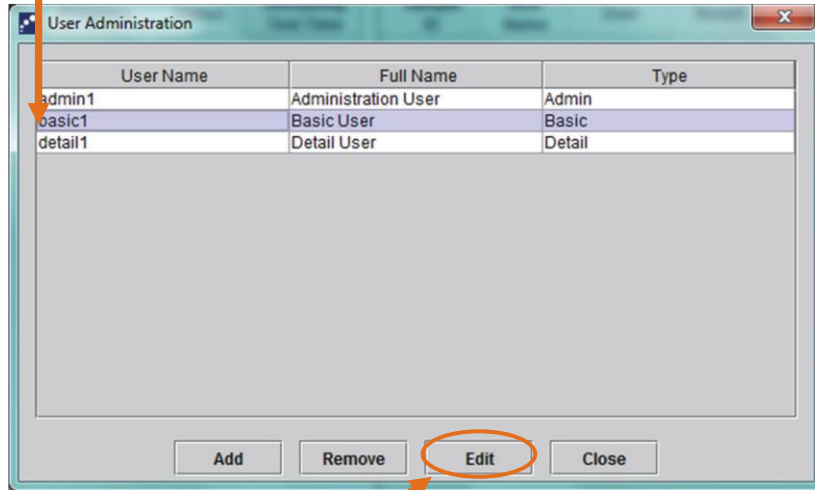 User Administration
User Name Full Name Type
admin1 Administration User Admin
basic1 Basic User Basic
detail1 Detail User Detail
Add Remove Edit Close